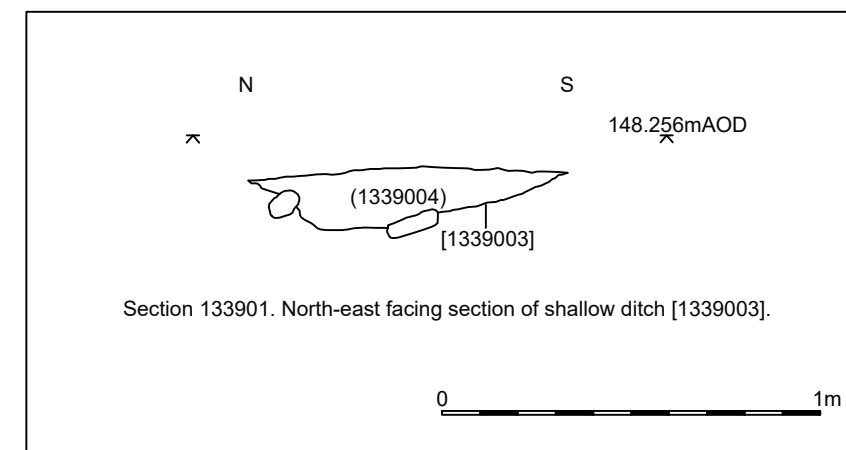 N S
148.256mAOD
(1339004)
[1339003]
Section 133901. North-east facing section of shallow ditch [1339003].
0 1m